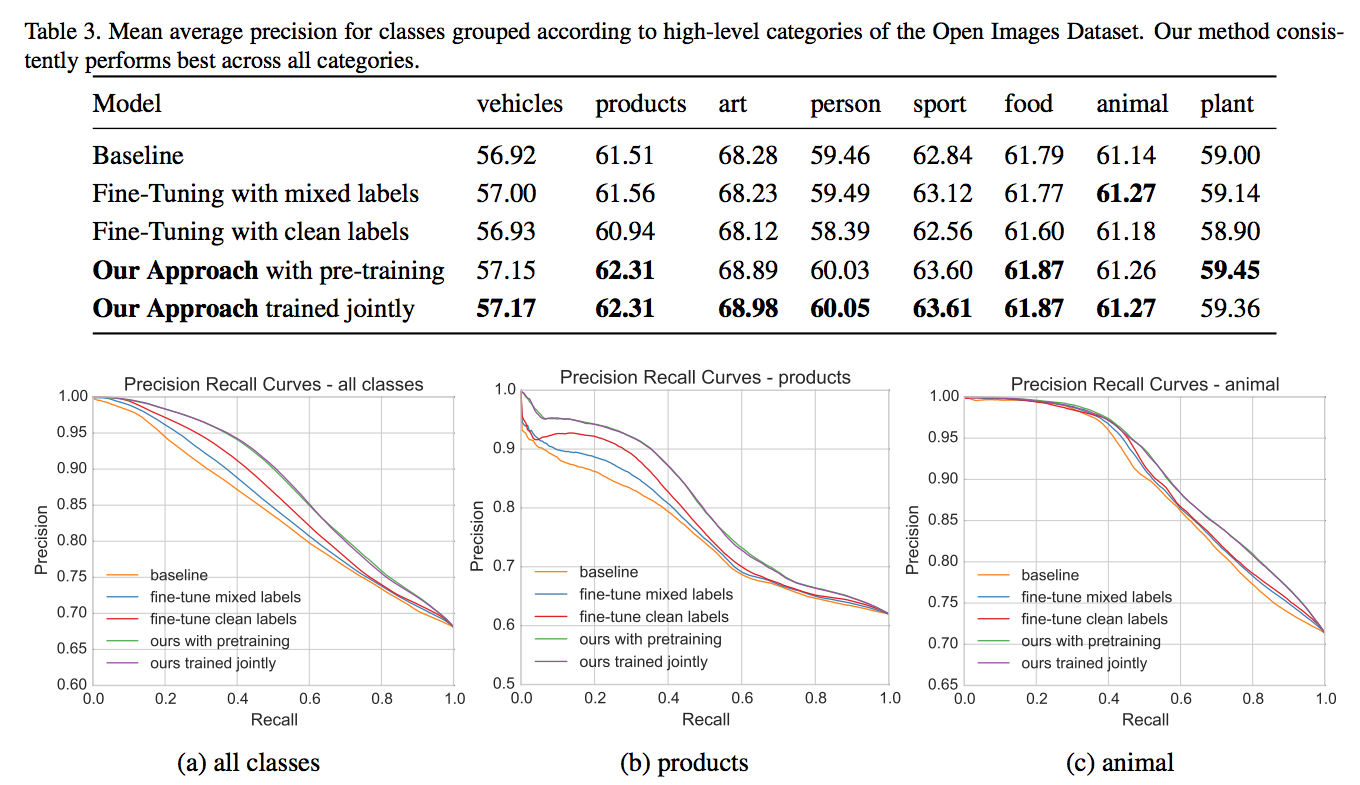 Table 3. Mean average precision for classes grouped according to high-level categories of the Open Images Dataset. Our method consis-
tently performs best across all categories.
Model vehicles products art person sport food animal plant
Baseline 56.92 61.51 68.28 59.46 62.84 61.79 61.14 59.00
Fine-Tuning with mixed labels 57.00 61.56 68.23 59.49 63.12 61.77 61.27 59.14
Fine-Tuning with clean labels 56.93 60.94 68.12 58.39 62.56 61.60 61.18 58.90
Our Approach with pre-training 57.15 62.31 68.89 60.03 63.60 61.87 61.26 59.45
Our Approach trained jointly 57.17 62.31 68.98 60.05 63.61 61.87 61.27 59.36
Precision Recall Curves - all classes
1.00
0.95
0.90
0.85
0.80
0.75
0.70
0.65
0.60
Precision
baseline
fine-tune mixed labels
fine-tune clean labels
ours with pretraining
ours trained jointly
0.0 0.2 0.4 0.6 0.8 1.0
Recall
(a) all classes
Precision Recall Curves - products
1.0
0.9
0.8
0.7
0.6
0.5
Precision
baseline
fine-tune mixed labels
fine-tune clean labels
ours with pretraining
ours trained jointly
0.0 0.2 0.4 0.6 0.8 1.0
Recall
(b) products
Precision Recall Curves - animal
1.00
0.95
0.90
0.85
0.80
0.75
0.70
0.65
Precision
baseline
fine-tune mixed labels
fine-tune clean labels
ours with pretraining
ours trained jointly
0.0 0.2 0.4 0.6 0.8 1.0
Recall
(c) animal